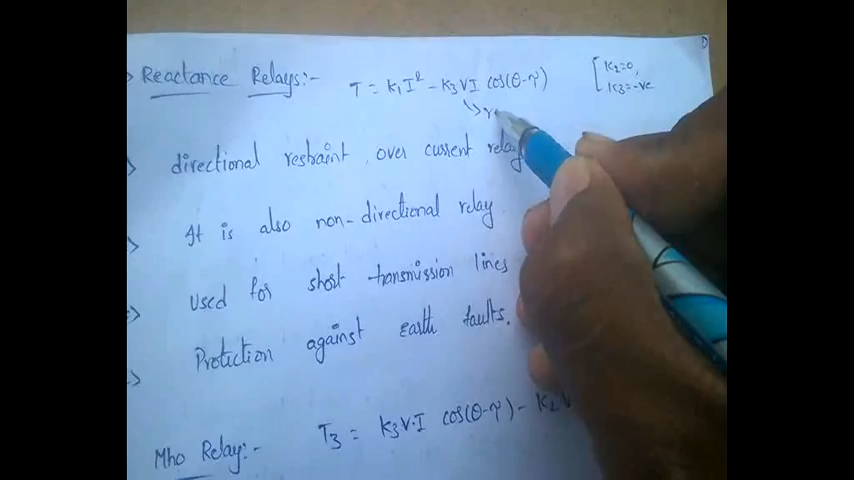 > Reactance Relays:- T = K₁I² - K₃VI cos(θ-τ) [K₂=0, K₃=-ve
directional restraint over current relay
It is also non-directional relay
Used for short transmission lines
Protection against earth faults.
Mho Relay:- T₃ = K₃V.I cos(θ-τ) - K₂V